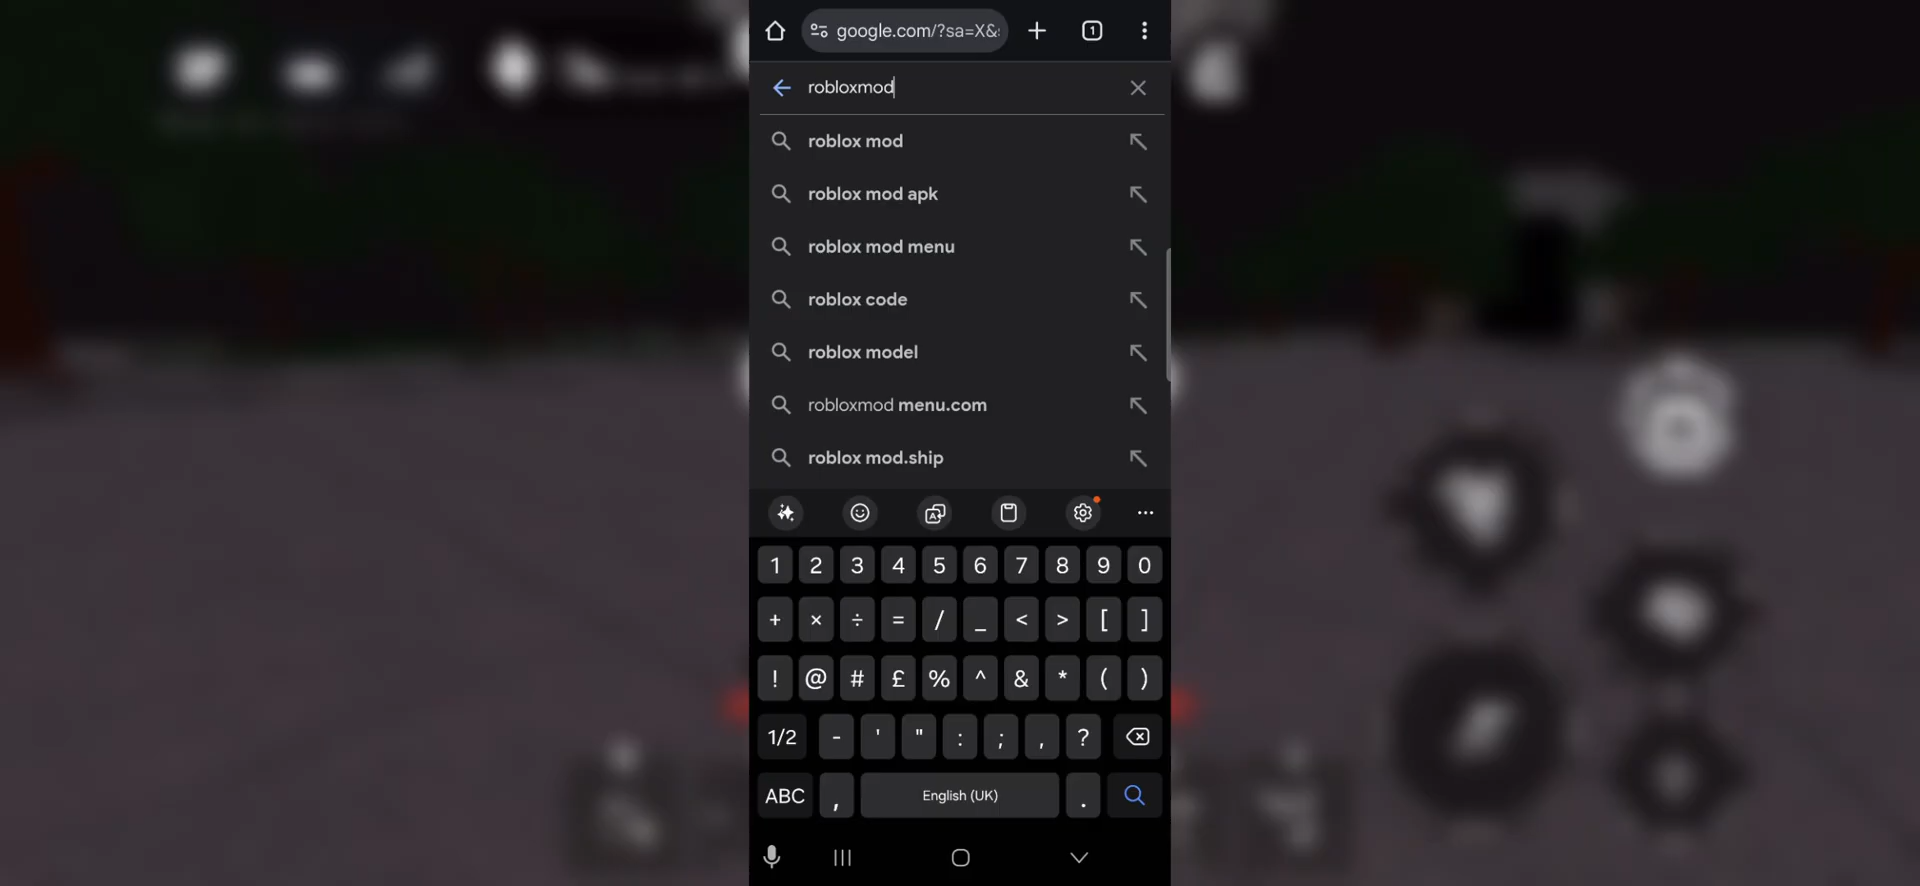 google.com/?sa=X&
1
robloxmod
roblox mod
roblox mod apk
roblox mod menu
roblox code
roblox model
robloxmod menu.com
roblox mod.ship
1 2 3 4 5 6 7 8 9 0
+ × ÷ = / _ < > [ ]
! @ # £ % ^ & * ( )
1/2 - ' " : ; , ?
ABC , English (UK) .